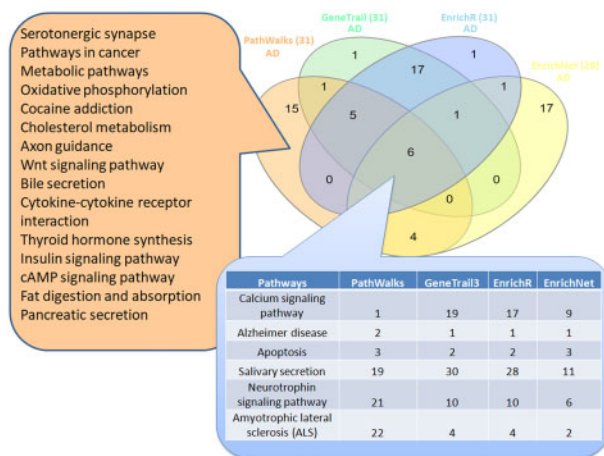 Serotonergic synapse
Pathways in cancer
Metabolic pathways
Oxidative phosphorylation
Cocaine addiction
Cholesterol metabolism
Axon guidance
Wnt signaling pathway
Bile secretion
Cytokine-cytokine receptor
interaction
Thyroid hormone synthesis
Insulin signaling pathway
cAMP signaling pathway
Fat digestion and absorption
Pancreatic secretion
PathWalks (31)
AD
GeneTrail (31)
AD
EnrichR (31)
AD
EnrichNet (26)
AD
1 1
17
15 1 1 17
5 1
6
0 0
0
4
Pathways PathWalks GeneTrail3 EnrichR EnrichNet
Calcium signaling
pathway 1 19 17 9
Alzheimer disease 2 1 1 1
Apoptosis 3 2 2 3
Salivary secretion 19 30 28 11
Neurotrophin
signaling pathway 21 10 10 6
Amyotrophic lateral
sclerosis (ALS) 22 4 4 2